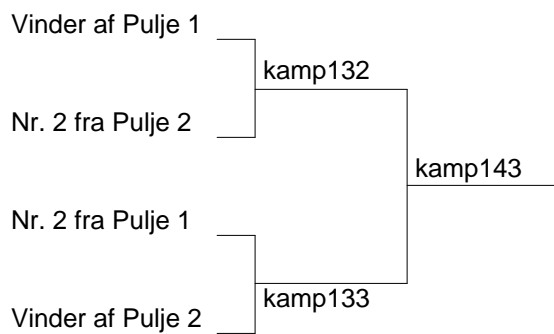 Vinder af Pulje 1
kamp132
Nr. 2 fra Pulje 2
kamp143
Nr. 2 fra Pulje 1
kamp133
Vinder af Pulje 2